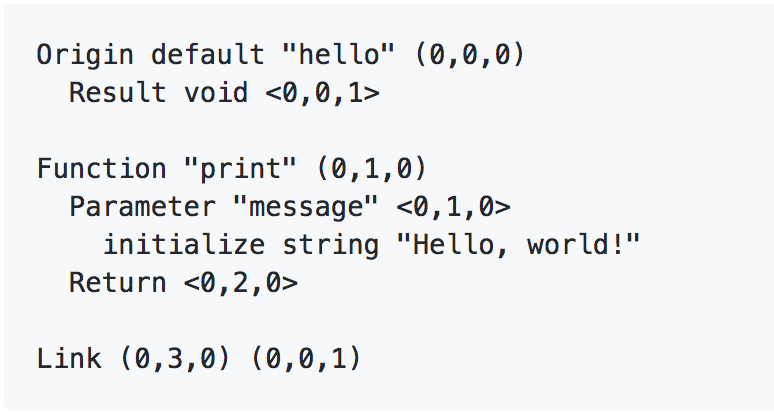 Origin default "hello" (0,0,0)
Result void <0,0,1>
Function "print" (0,1,0)
Parameter "message" <0,1,0>
initialize string "Hello, world!"
Return <0,2,0>
Link (0,3,0) (0,0,1)